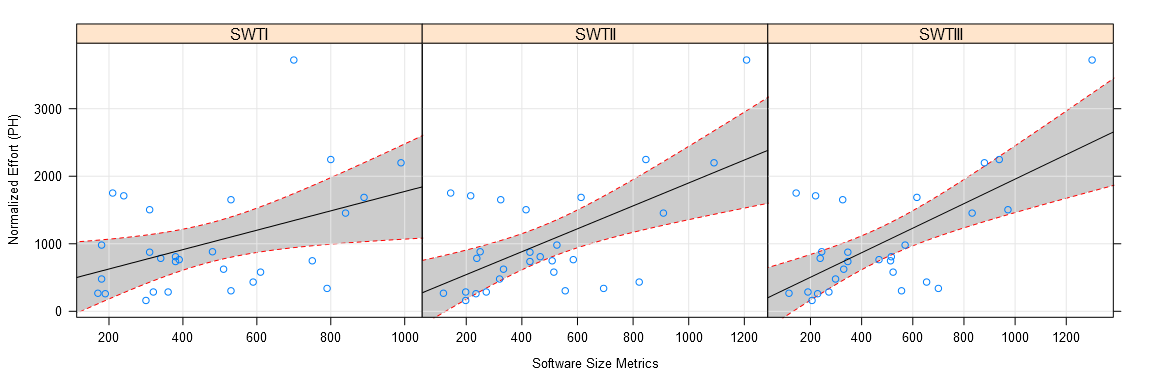 SWTI SWTII SWTIII
3000
2000
1000
0
200 400 600 800 1000 200 400 600 800 1000 1200 200 400 600 800 1000 1200
Normalized Effort (PH)
Software Size Metrics